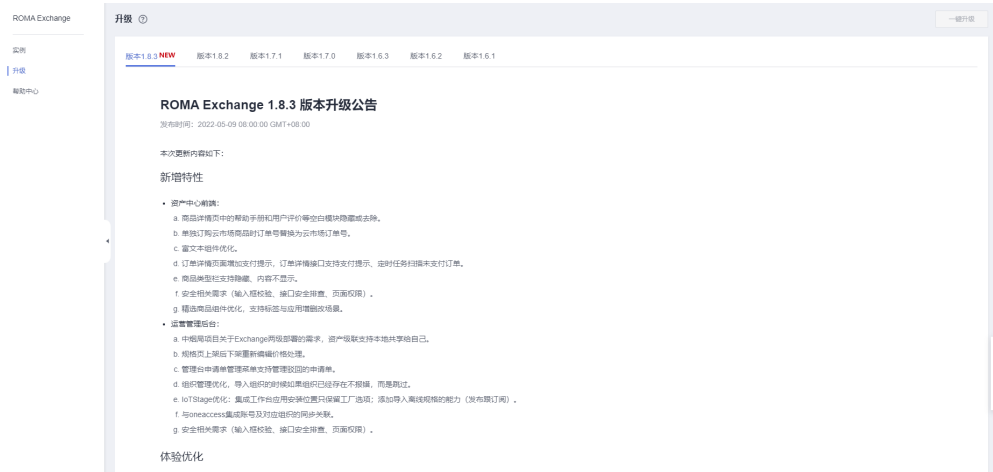 ROMA Exchange
升级
一键升级
实例
升级
帮助中心
版本1.8.3 NEW 版本1.8.2 版本1.7.1 版本1.7.0 版本1.6.3 版本1.6.2 版本1.6.1
ROMA Exchange 1.8.3 版本升级公告
发布时间：2022-05-09 08:00:00 GMT+08:00
本次更新内容如下：
新增特性
• 资产中心前端：
a. 商品详情页中的帮助手册和用户评价等空白模块隐藏或去除。
b. 单独订购云市场商品时订单号替换为云市场订单号。
c. 富文本组件优化。
d. 订单详情页面增加支付提示、订单详情接口支持支付提示、定时任务扫描未支付订单。
e. 商品类型栏支持隐藏、内容不显示。
f. 安全相关需求（输入框校验、接口安全排查、页面权限）。
g. 精选商品组件优化，支持标签与应用增删改场景。
• 运营管理后台：
a. 中烟局项目关于Exchange两级部署的需求，资产级联支持本地共享给自己。
b. 规格页上架后下架重新编辑价格处理。
c. 管理台申请单管理菜单支持管理驳回的申请单。
d. 组织管理优化，导入组织的时候如果组织已经存在不报错，而是跳过。
e. IoTStage优化：集成工作台应用安装位置只保留工厂选项；添加导入离线规格的能力（发布跟订阅）。
f. 与oneaccess集成账号及对应组织的同步关联。
g. 安全相关需求（输入框校验、接口安全排查、页面权限）。
体验优化